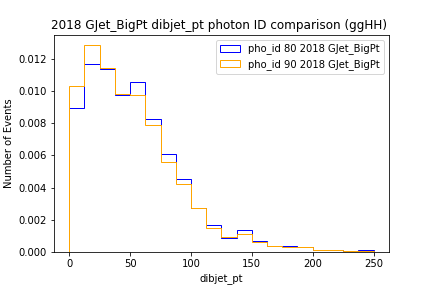 2018 GJet_BigPt dibjet_pt photon ID comparison (ggHH)
pho_id 80 2018 GJet_BigPt
pho_id 90 2018 GJet_BigPt
Number of Events
0.012
0.010
0.008
0.006
0.004
0.002
0.000
0 50 100 150 200 250
dibjet_pt